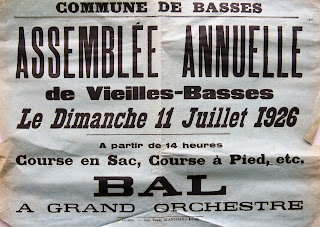 COMMUNE DE BASSES
ASSEMBLÉE ANNUELLE
de Vieilles-Basses
Le Dimanche 11 Juillet 1926
A partir de 14 heures
Course en Sac, Course à Pied, etc.
BAL
A GRAND ORCHESTRE